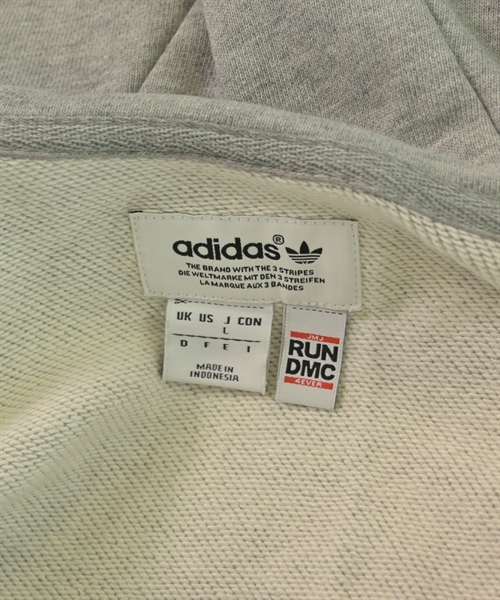 adidas®
THE BRAND WITH THE 3 STRIPES
DIE WELTMARKE MIT DEN 3 STREIFEN
LA MARQUE AUX 3 BANDES
UK US J CDN
L
D F E I
MADE IN
INDONESIA
JMJ
RUN
DMC
4EVER